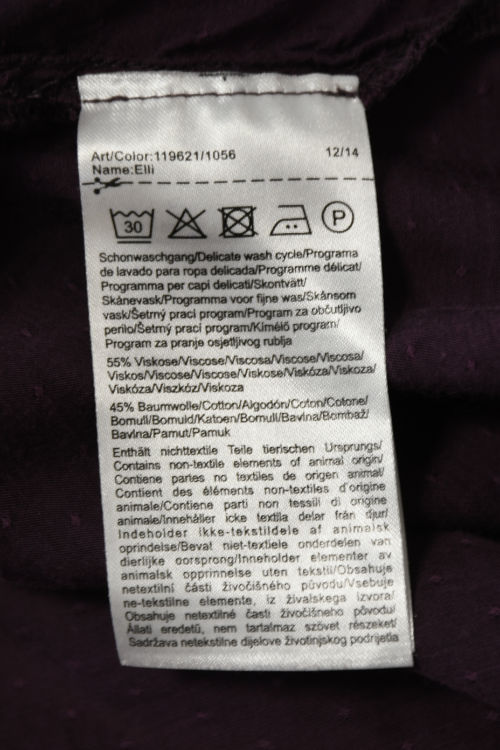 Art/Color:119621/1056 12/14
Name:Elli
30 P
Schonwaschgang/Delicate wash cycle/Programa
de lavado para ropa delicada/Programme délicat/
Programma per capi delicati/Skontvätt/
Skånevask/Programma voor fijne was/Skånsom
vask/Šetrný prací program/Program za občutljivo
perilo/Šetrný prací program/Kímélő program/
Program za pranje osjetljivog rublja
55% Viskose/Viscose/Viscosa/Viscose/Viscosa/
Viskos/Viscose/Viscose/Viskose/Viskóza/Viskoza/
Viskóza/Viszkóz/Viskoza
45% Baumwolle/Cotton/Algodón/Coton/Cotone/
Bomull/Bomuld/Katoen/Bomull/Bavlna/Bombaž/
Bavlna/Pamut/Pamuk
Enthält nichttextile Teile tierischen Ursprungs/
Contains non-textile elements of animal origin/
Contiene partes no textiles de origen animal/
Contient des éléments non-textiles d'origine
animale/Contiene parti non tessili di origine
animale/Innehåller icke textila delar från djur/
Indeholder ikke-tekstildele af animalsk
oprindelse/Bevat niet-textiele onderdelen van
dierlijke oorsprong/Inneholder elementer av
animalsk opprinnelse uten tekstil/Obsahuje
netextilní části živočišného původu/Vsebuje
ne-tekstilne elemente, iz živalskega izvora/
Obsahuje netextilné časti živočíšneho pôvodu/
Állati eredetű, nem tartalmaz szövet részeket/
Sadržava netekstilne dijelove životinjskog podrijetla